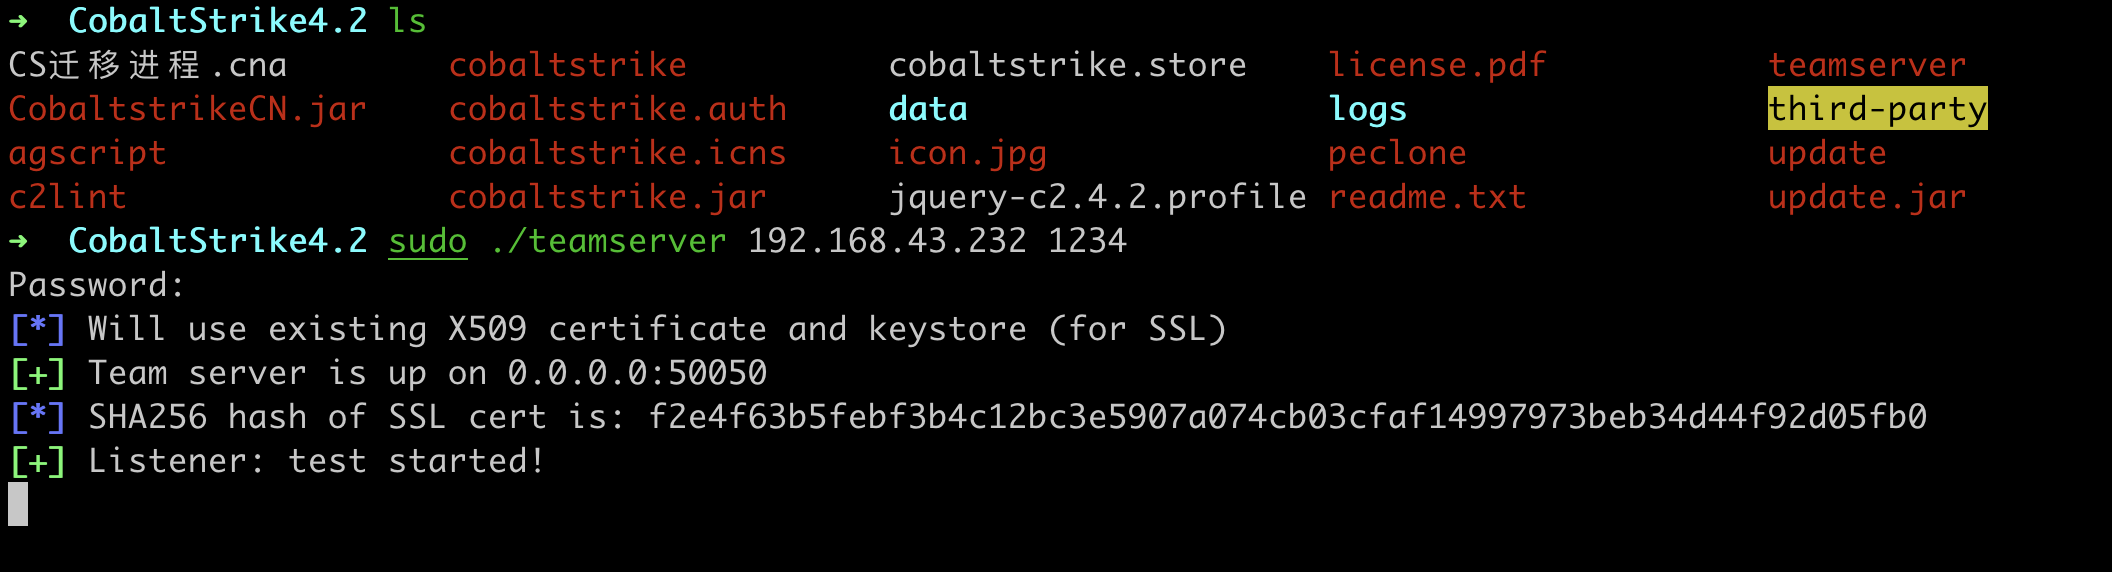 → CobaltStrike4.2 ls
CS迁移进程.cna cobaltstrike cobaltstrike.store license.pdf teamserver
CobaltstrikeCN.jar cobaltstrike.auth data logs third-party
agscript cobaltstrike.icns icon.jpg peclone update
c2lint cobaltstrike.jar jquery-c2.4.2.profile readme.txt update.jar
→ CobaltStrike4.2 sudo ./teamserver 192.168.43.232 1234
Password:
[*] Will use existing X509 certificate and keystore (for SSL)
[+] Team server is up on 0.0.0.0:50050
[*] SHA256 hash of SSL cert is: f2e4f63b5febf3b4c12bc3e5907a074cb03cfaf14997973beb34d44f92d05fb0
[+] Listener: test started!